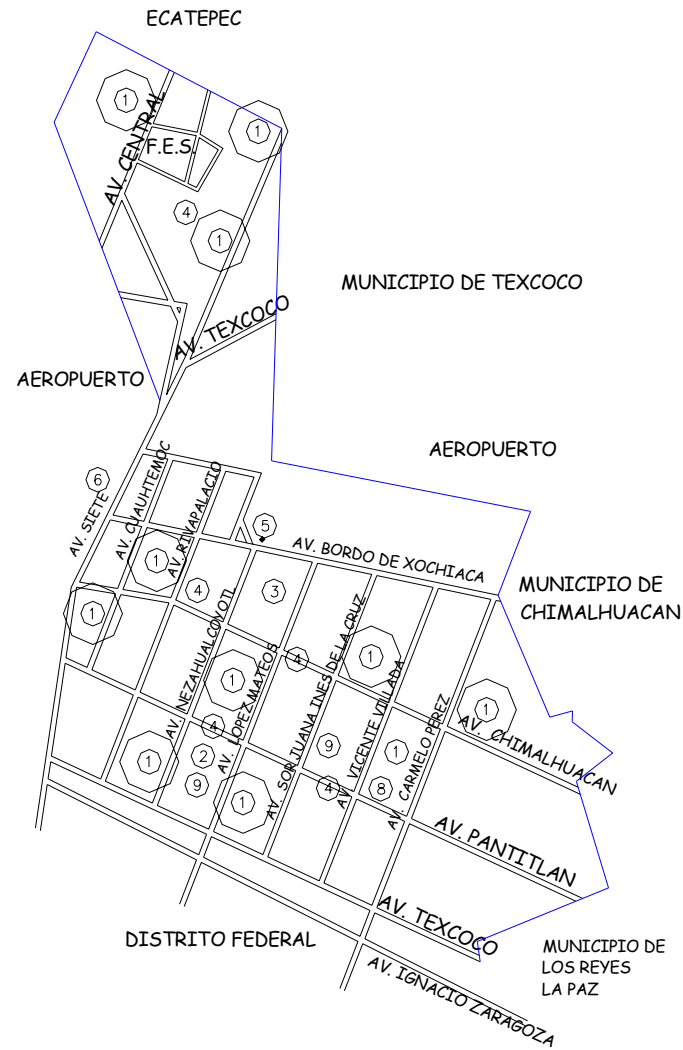 ECATEPEC
1
1
AV. CENTRAL
F.E.S.
4
1
MUNICIPIO DE TEXCOCO
AV. TEXCOCO
AEROPUERTO
AEROPUERTO
6
AV. SIETE
AV. CUAUHTEMOC
AV. RIVAPALACIO
5
AV. BORDO DE XOCHIACA
1
4
3
MUNICIPIO DE
CHIMALHUACAN
1
AV. NEZAHUALCOYOTL
AV. LOPEZ MATEOS
AV. SOR JUANA INES DE LA CRUZ
4
1
1
AV. VICENTE VILLADA
AV. CARMELO PEREZ
1
AV. CHIMALHUACAN
4
9
1
2
1
9
1
4
8
AV. PANTITLAN
AV. TEXCOCO
DISTRITO FEDERAL
MUNICIPIO DE
LOS REYES
LA PAZ
AV. IGNACIO ZARAGOZA